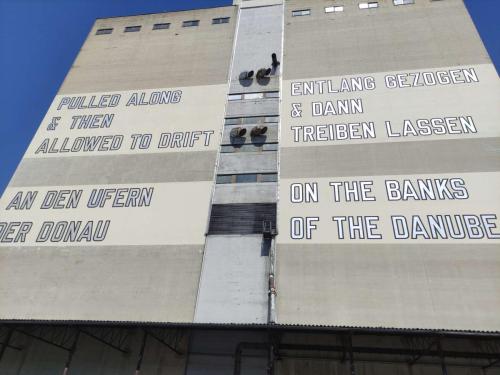 PULLED ALONG
& THEN
ALLOWED TO DRIFT
ENTLANG GEZOGEN
& DANN
TREIBEN LASSEN
AN DEN UFERN
DER DONAU
ON THE BANKS
OF THE DANUBE